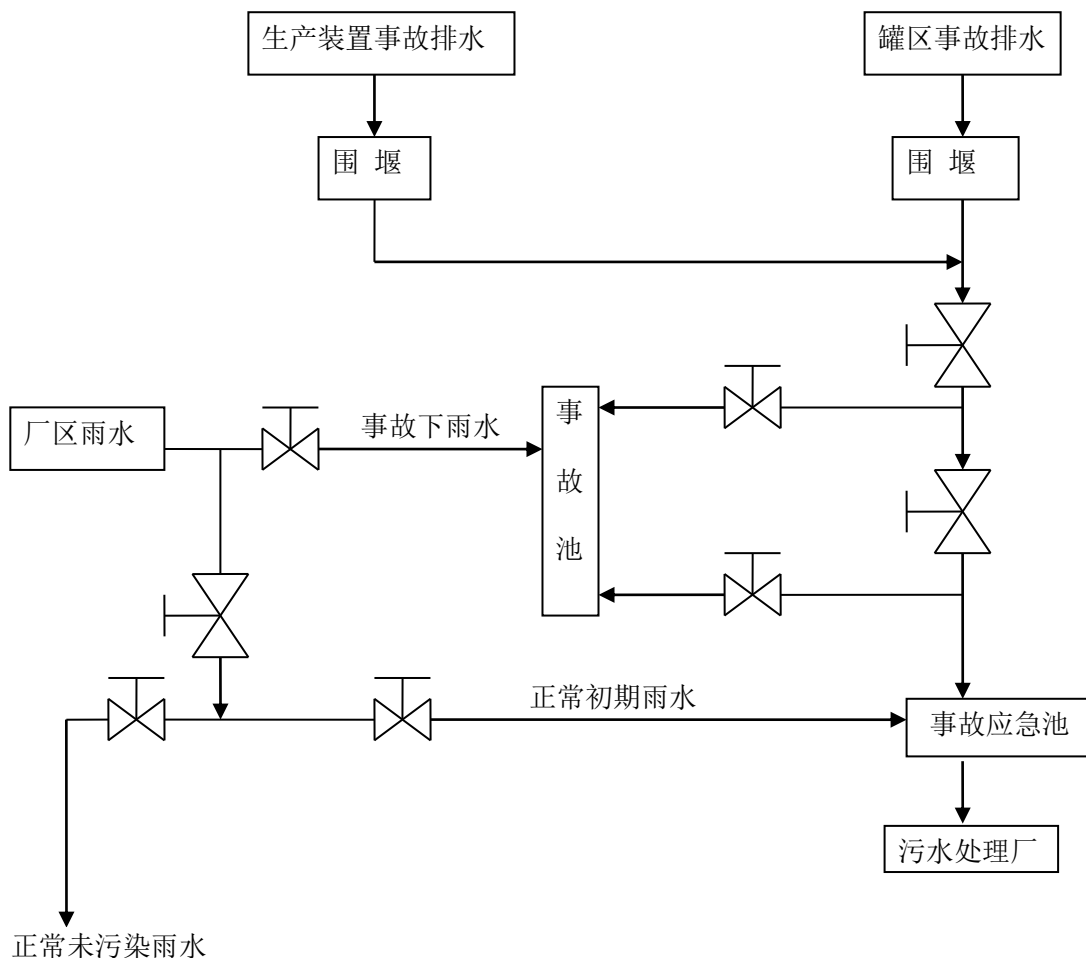 生产装置事故排水
罐区事故排水
围 堰
围 堰
厂区雨水
事故下雨水
事
故
池
正常初期雨水
事故应急池
污水处理厂
正常未污染雨水